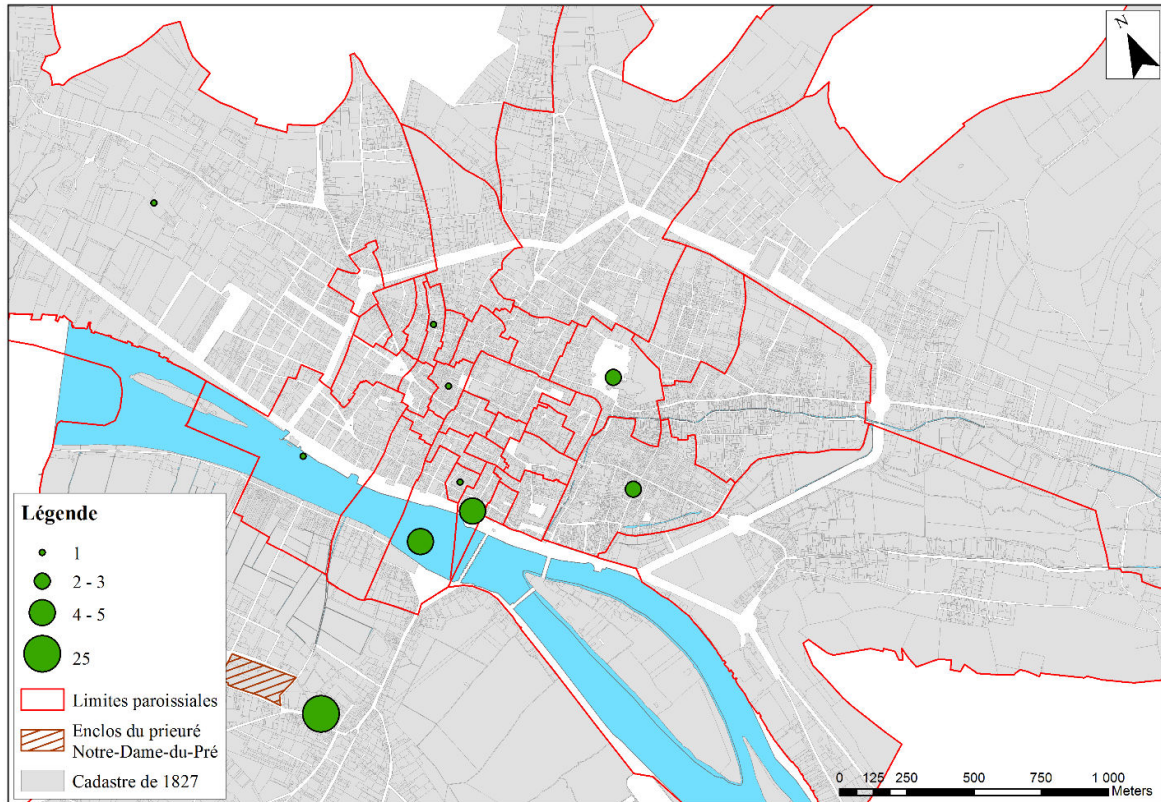 N
Légende
1
2 - 3
4 - 5
25
Limites paroissiales
Enclos du prieuré
Notre-Dame-du-Pré
Cadastre de 1827
0 125 250 500 750 1 000
Meters